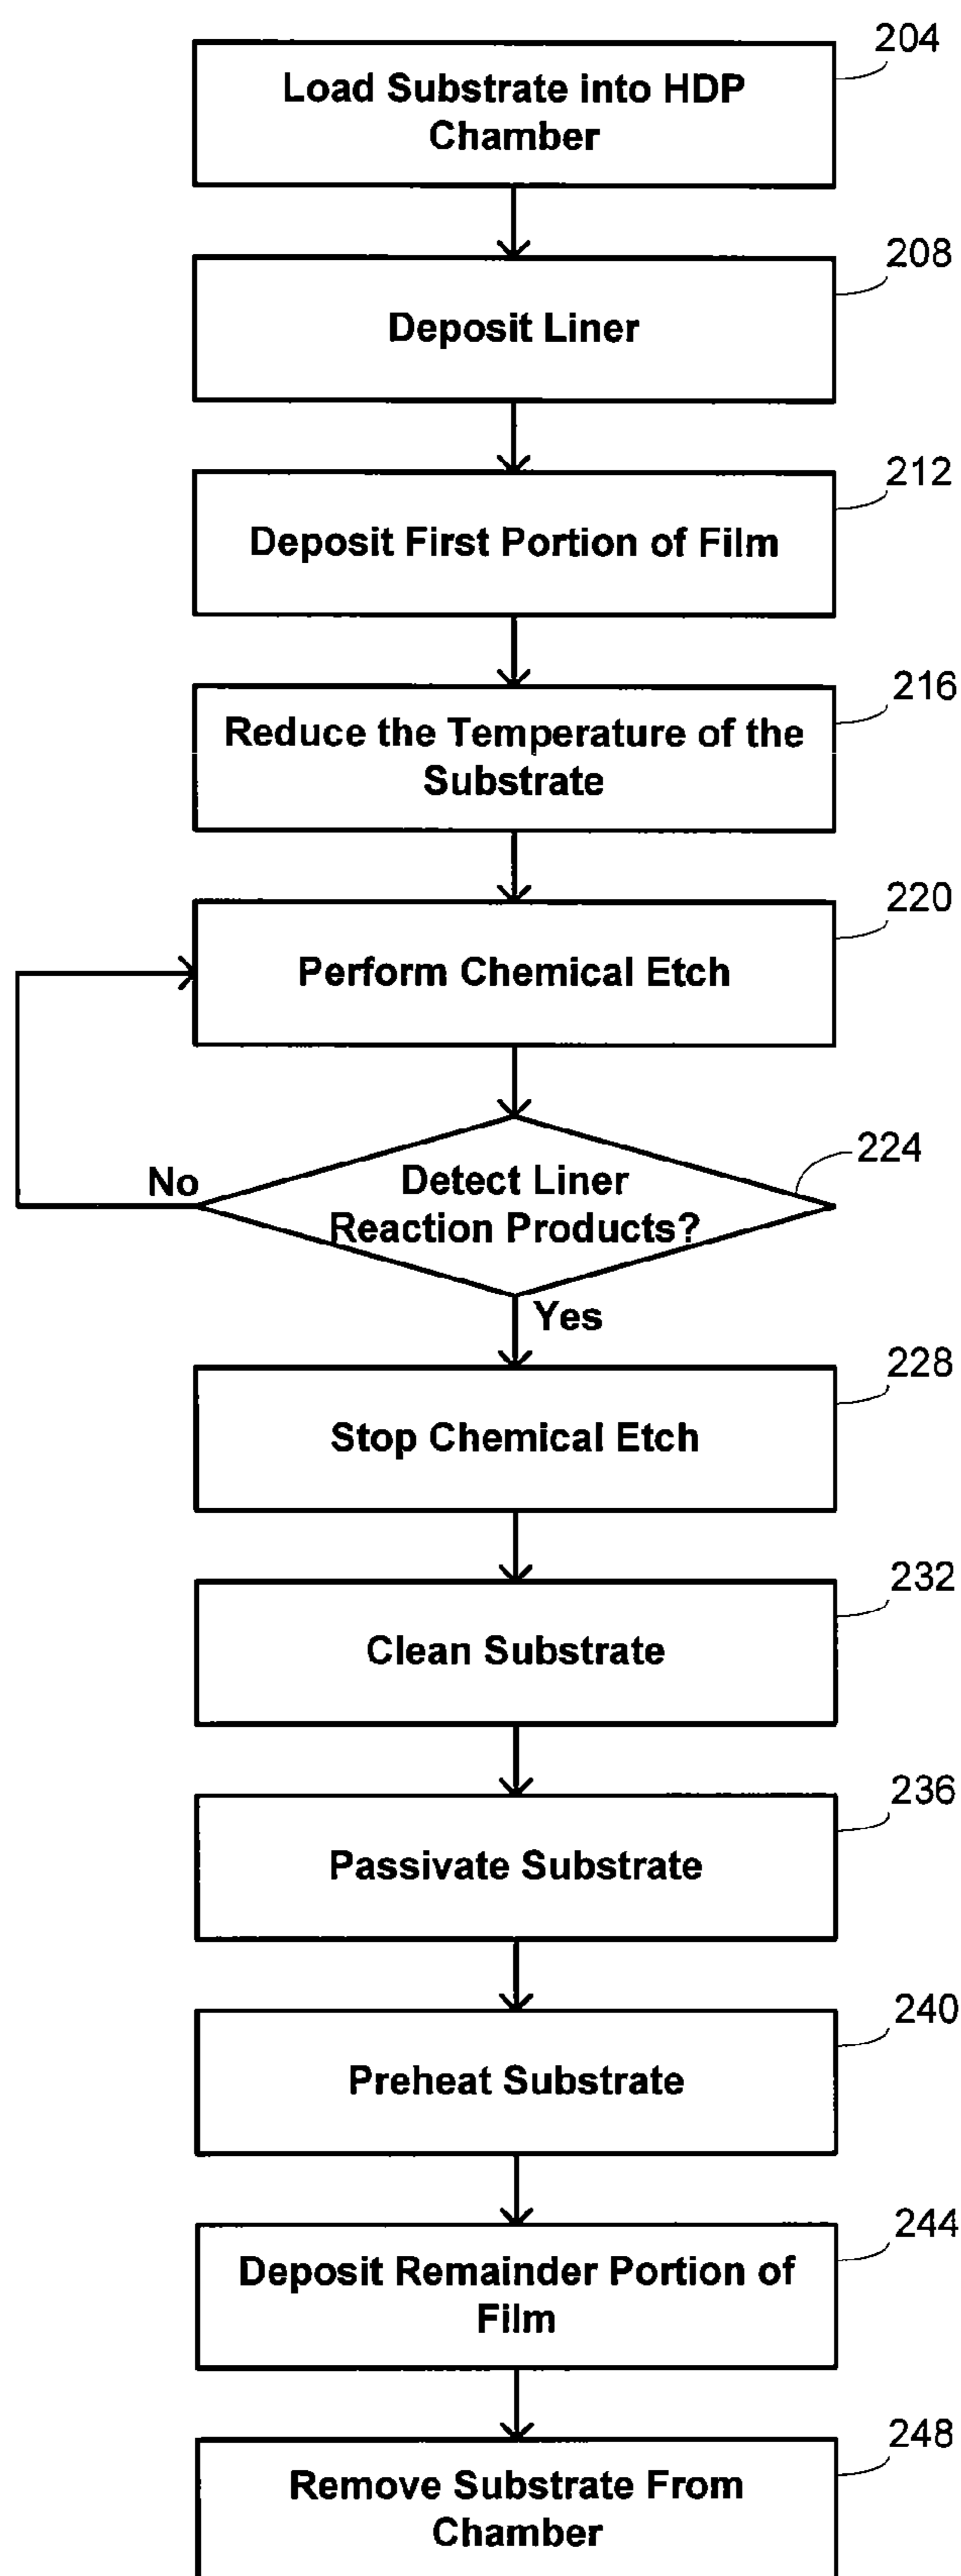 204
Load Substrate into HDP
Chamber
208
Deposit Liner
212
Deposit First Portion of Film
216
Reduce the Temperature of the
Substrate
220
Perform Chemical Etch
224
Detect Liner
Reaction Products?
No
Yes
228
Stop Chemical Etch
232
Clean Substrate
236
Passivate Substrate
240
Preheat Substrate
244
Deposit Remainder Portion of
Film
248
Remove Substrate From
Chamber